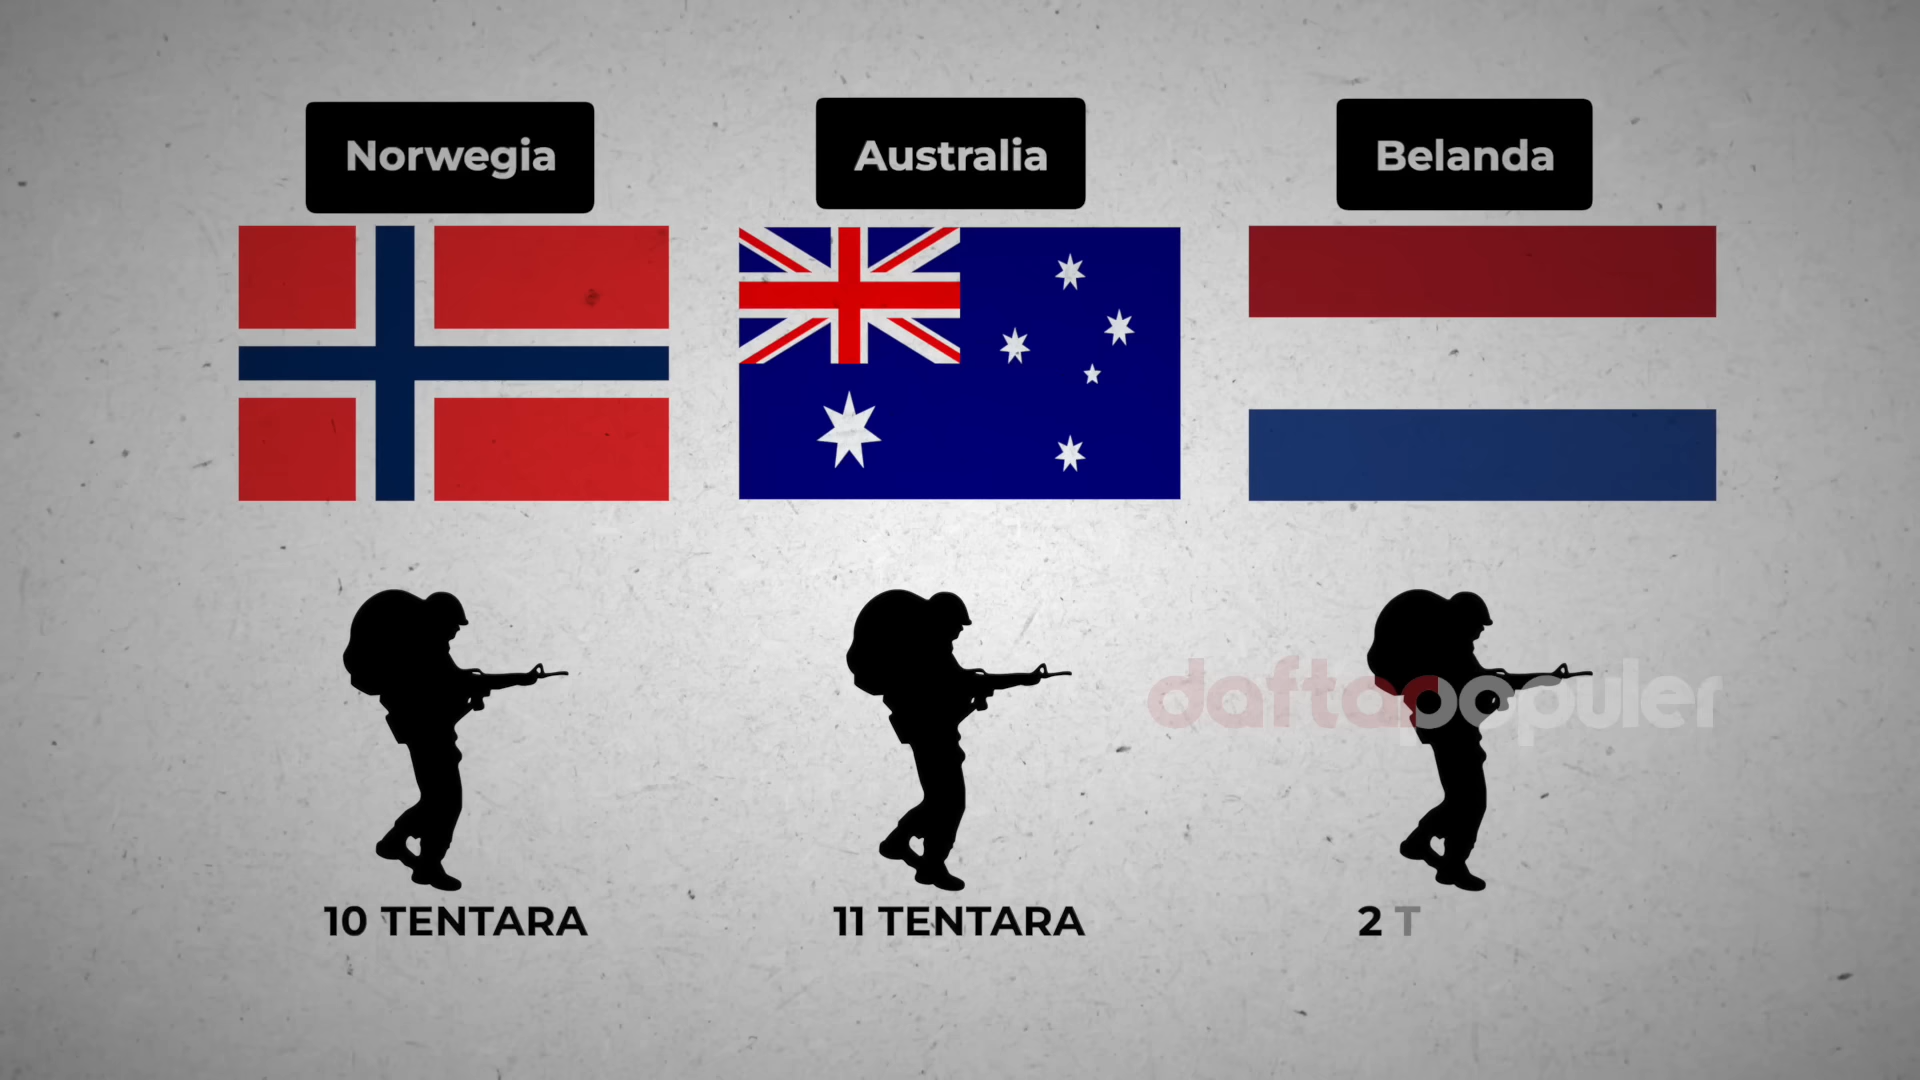 Norwegia
Australia
Belanda
daftarpopuler
10 TENTARA
11 TENTARA
2 T